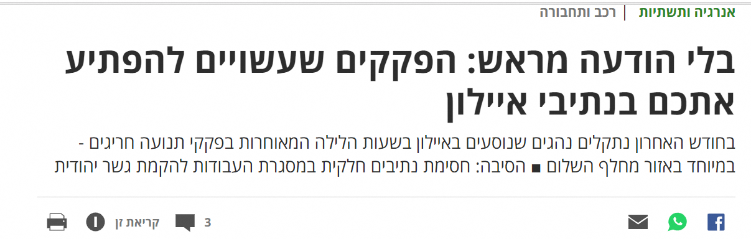 אנרגיה ותשתיות | רכב ותחבורה
בלי הודעה מראש: הפקקים שעשויים להפתיע
אתכם בנתיבי איילון
בחודש האחרון נתקלים נהגים שנוסעים באיילון בשעות הלילה המאוחרות בפקקי תנועה חריגים -
במיוחד באזור מחלף השלום ■ הסיבה: חסימת נתיבים חלקית במסגרת העבודות להקמת גשר יהודית
3 קריאת זן